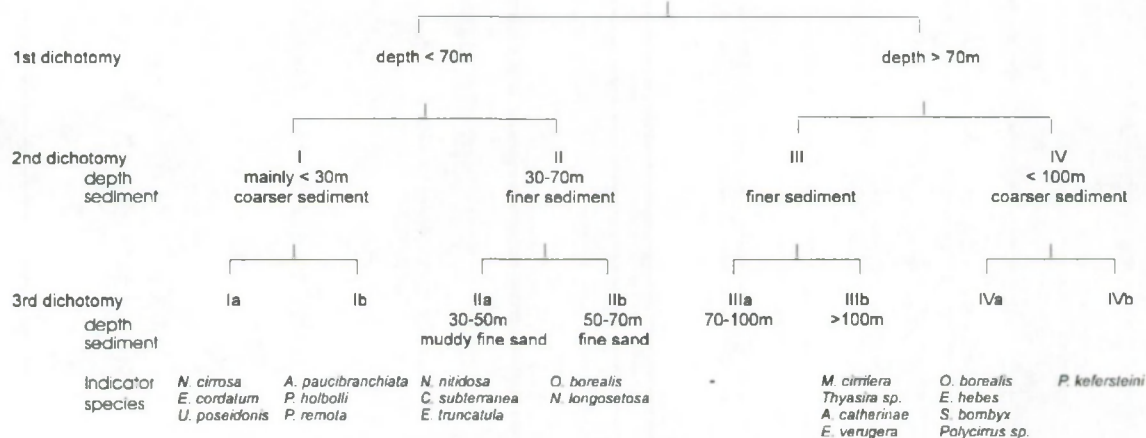 1st dichotomy depth < 70m depth > 70m
2nd dichotomy I II III IV
depth mainly < 30m 30-70m < 100m
sediment coarser sediment finer sediment finer sediment coarser sediment
3rd dichotomy Ia Ib IIa IIb IIIa IIIb IVa IVb
depth 30-50m 50-70m 70-100m >100m
sediment muddy fine sand fine sand
Indicator N. cirrosa A. paucibranchiata N. nitidosa O. borealis - M. cirrifera O. borealis P. kefersteini
species E. cordatum P. holbolli C. subterranea N. longosetosa Thyasira sp. E. hebes
U. poseidonis P. remota E. truncatula A. catherinae S. bombyx
E. verugera Polycirrus sp.